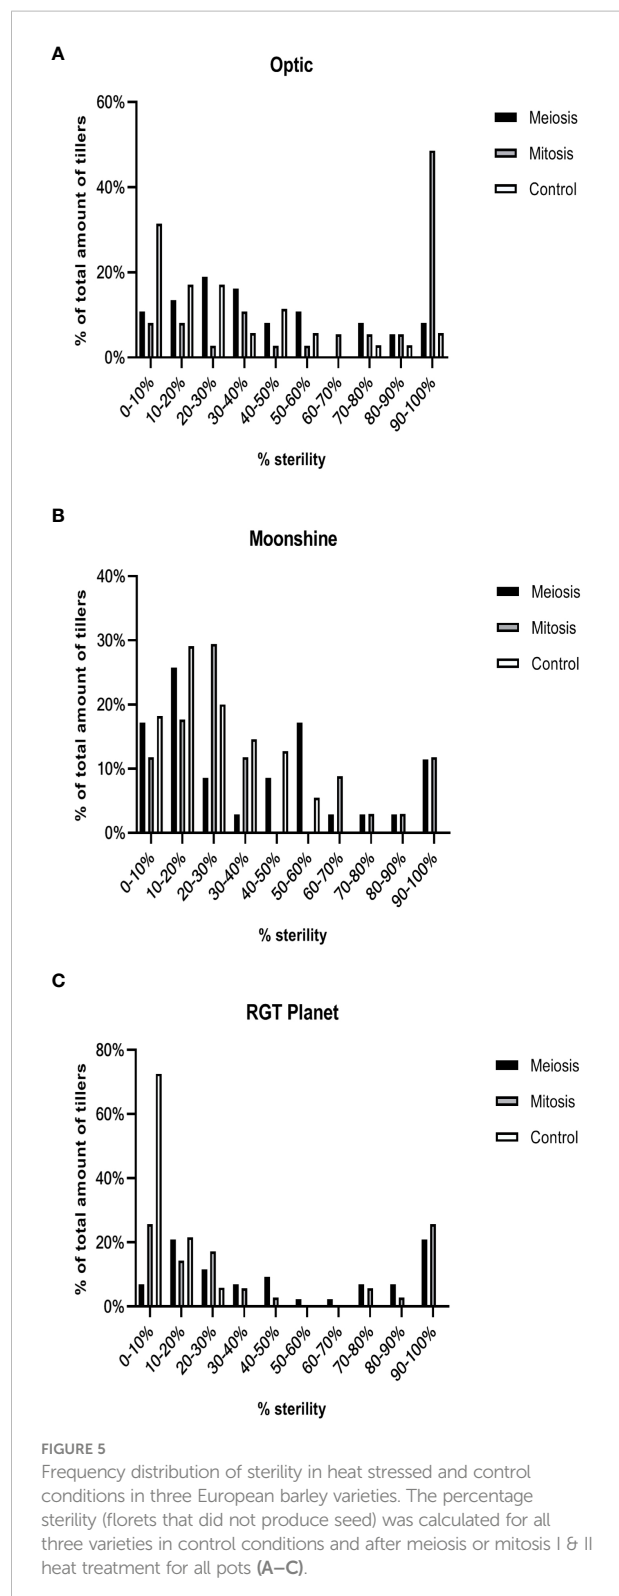 A
Optic
% of total amount of tillers
60%
40%
20%
0%
Meiosis
Mitosis
Control
0-10%
10-20%
20-30%
30-40%
40-50%
50-60%
60-70%
70-80%
80-90%
90-100%
% sterility
B
Moonshine
% of total amount of tillers
40%
30%
20%
10%
0%
Meiosis
Mitosis
Control
0-10%
10-20%
20-30%
30-40%
40-50%
50-60%
60-70%
70-80%
80-90%
90-100%
% sterility
C
RGT Planet
% of total amount of tillers
80%
60%
40%
20%
0%
Meiosis
Mitosis
Control
0-10%
10-20%
20-30%
30-40%
40-50%
50-60%
60-70%
70-80%
80-90%
90-100%
% sterility
FIGURE 5
Frequency distribution of sterility in heat stressed and control
conditions in three European barley varieties. The percentage
sterility (florets that did not produce seed) was calculated for all
three varieties in control conditions and after meiosis or mitosis I & II
heat treatment for all pots (A–C).